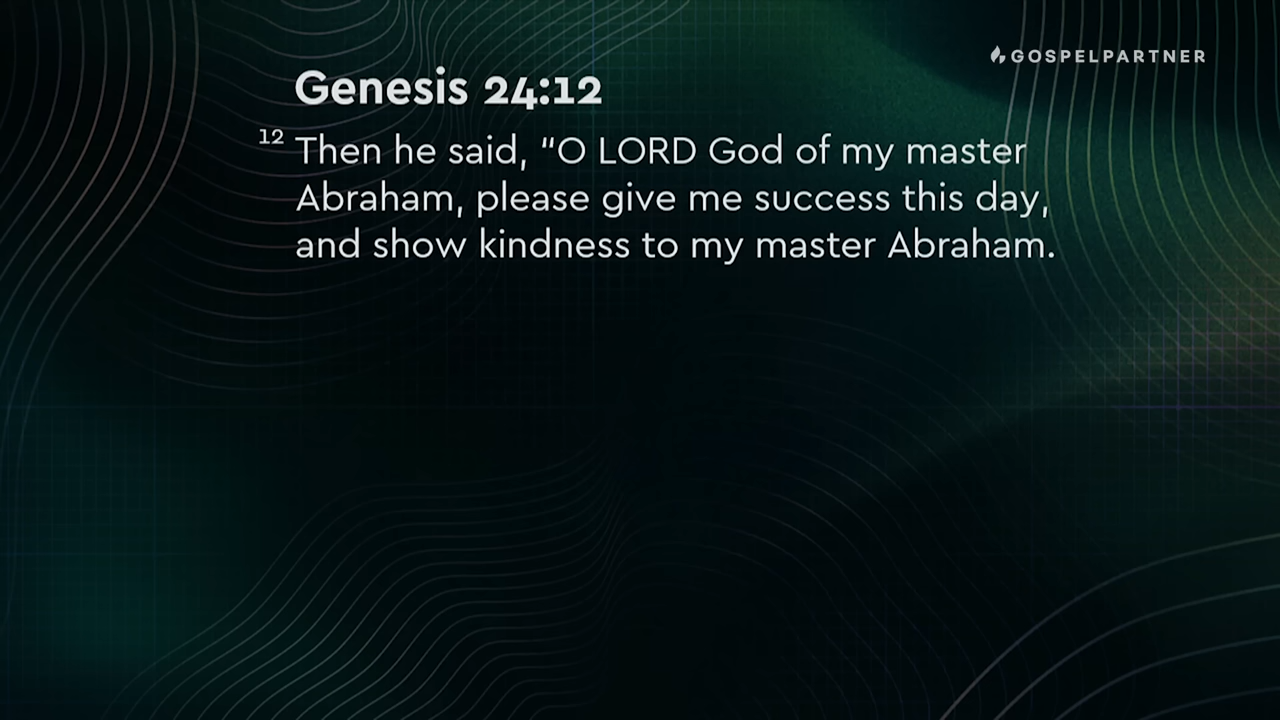 GOSPELPARTNER
Genesis 24:12
12 Then he said, “O LORD God of my master
Abraham, please give me success this day,
and show kindness to my master Abraham.